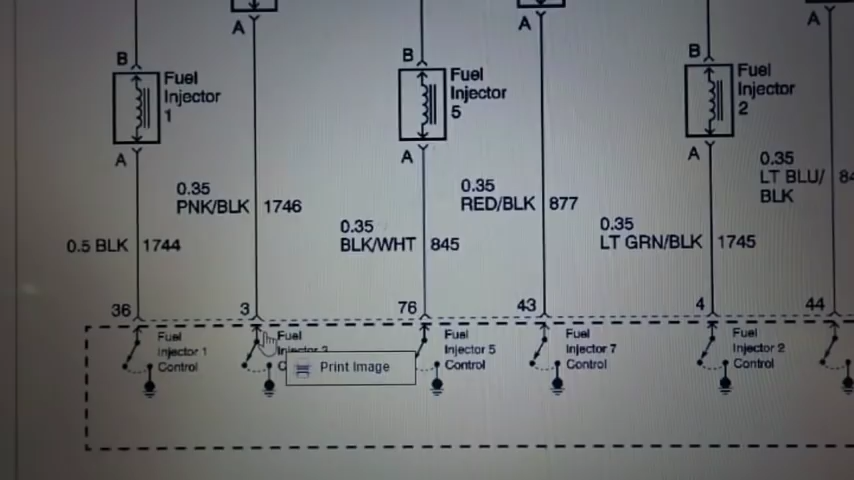 A
A
A
B
Fuel
Injector
1
B
Fuel
Injector
5
B
Fuel
Injector
2
A
A
A
0.35
PNK/BLK 1746
0.35
RED/BLK 877
0.35
LT BLU/
BLK
84
0.5 BLK 1744
0.35
BLK/WHT 845
0.35
LT GRN/BLK 1745
36
3
76
43
4
44
Fuel
Injector 1
Control
Fuel
Injector 3
C
Fuel
Injector 5
Control
Fuel
Injector 7
Control
Fuel
Injector 2
Control
Print Image